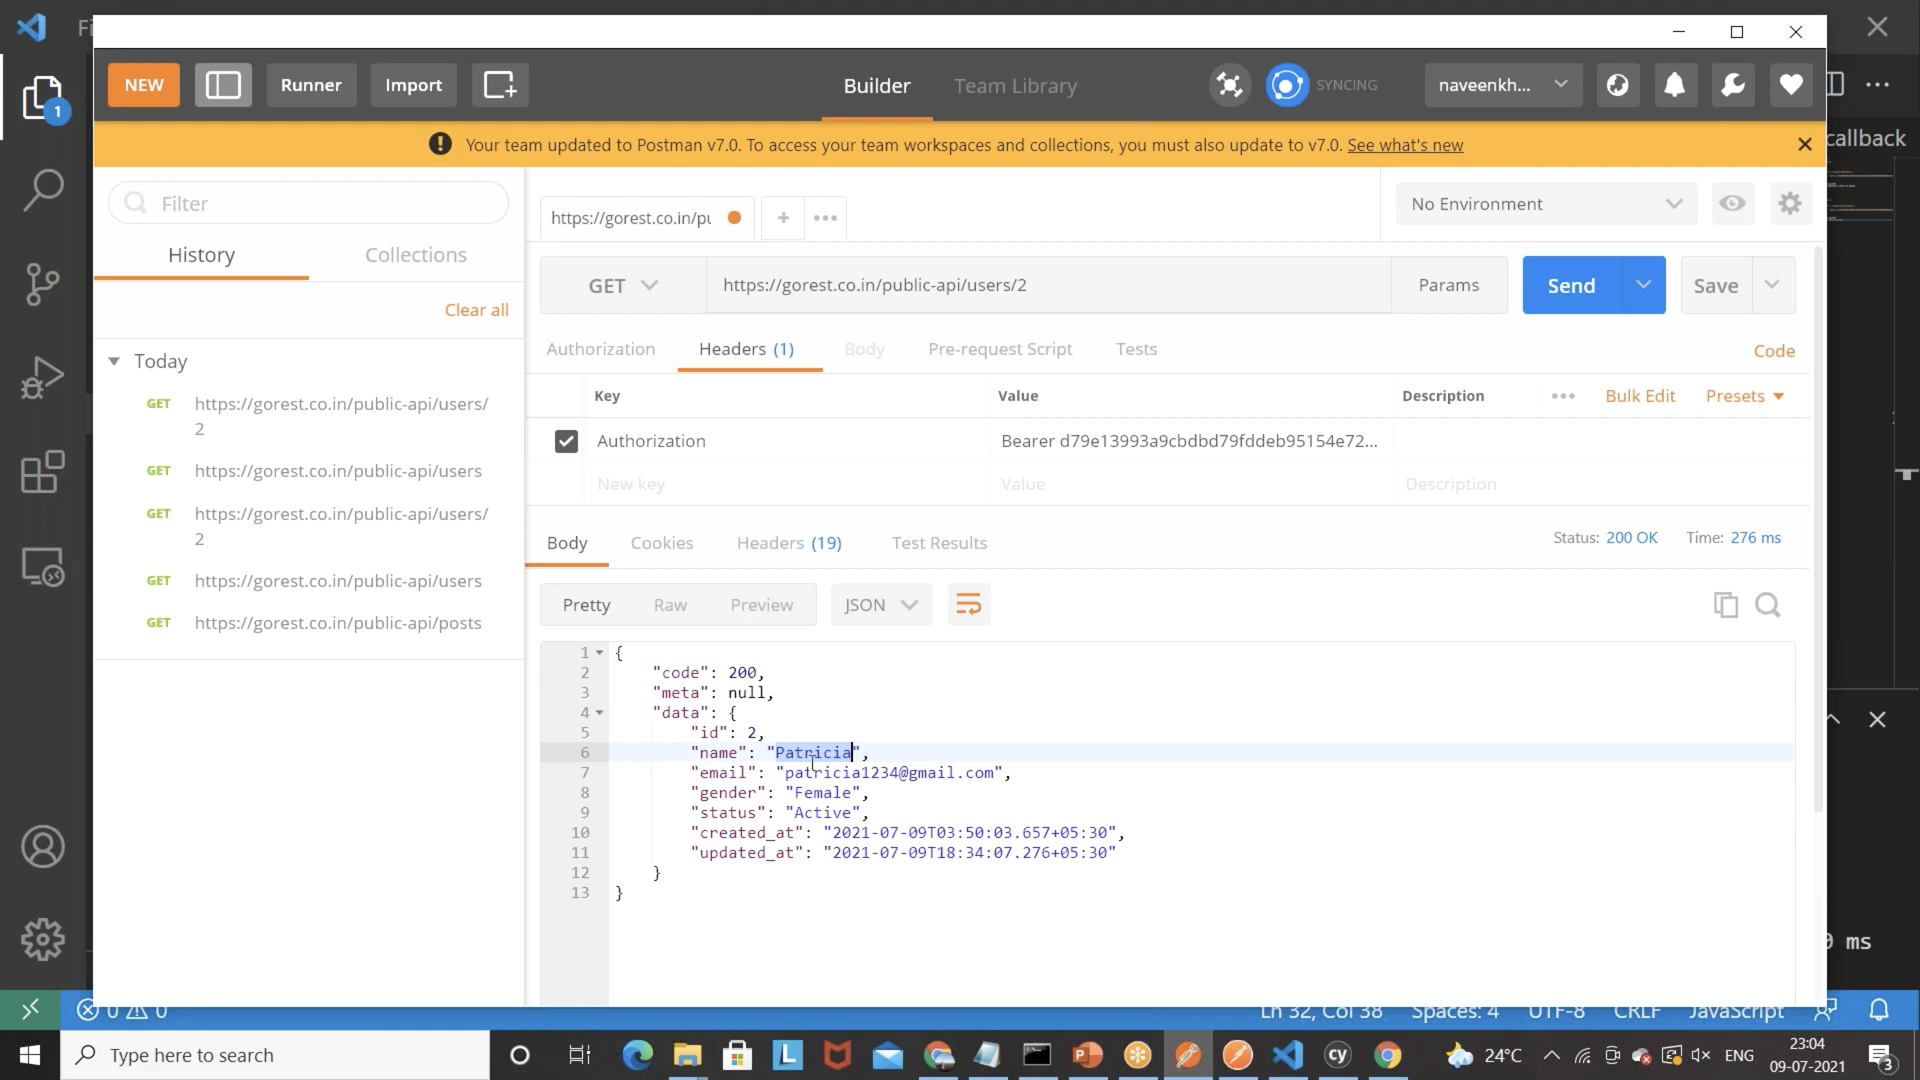 Fi
NEW
Runner
Import
Builder
Team Library
SYNCING
naveenkh...
Your team updated to Postman v7.0. To access your team workspaces and collections, you must also update to v7.0. See what's new
callback
Filter
https://gorest.co.in/pu
No Environment
History
Collections
GET
https://gorest.co.in/public-api/users/2
Params
Send
Save
Clear all
Authorization
Headers (1)
Body
Pre-request Script
Tests
Code
Today
Key
Value
Description
Bulk Edit
Presets
GET https://gorest.co.in/public-api/users/
2
Authorization
Bearer d79e13993a9cbdbd79fddeb95154e72...
GET https://gorest.co.in/public-api/users
New key
Value
Description
GET https://gorest.co.in/public-api/users/
2
Body
Cookies
Headers (19)
Test Results
Status: 200 OK
Time: 276 ms
GET https://gorest.co.in/public-api/users
Pretty
Raw
Preview
JSON
GET https://gorest.co.in/public-api/posts
1 {
2 "code": 200,
3 "meta": null,
4 "data": {
5 "id": 2,
6 "name": "Patricia",
7 "email": "patricia1234@gmail.com",
8 "gender": "Female",
9 "status": "Active",
10 "created_at": "2021-07-09T03:50:03.657+05:30",
11 "updated_at": "2021-07-09T18:34:07.276+05:30"
12 }
13 }
ms
0 0
Ln 32, Col 38
Spaces: 4
UTF-8
CRLF
JavaScript
Type here to search
24°C
ENG
23:04
09-07-2021
3
1
L
cy